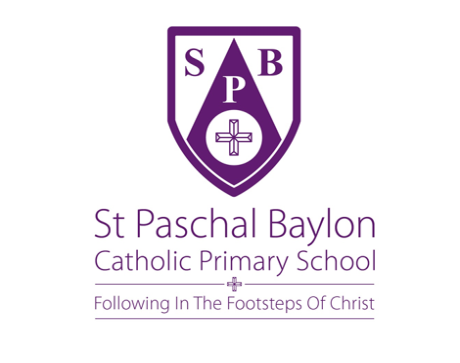 S B
P
St Paschal Baylon
Catholic Primary School
Following In The Footsteps Of Christ